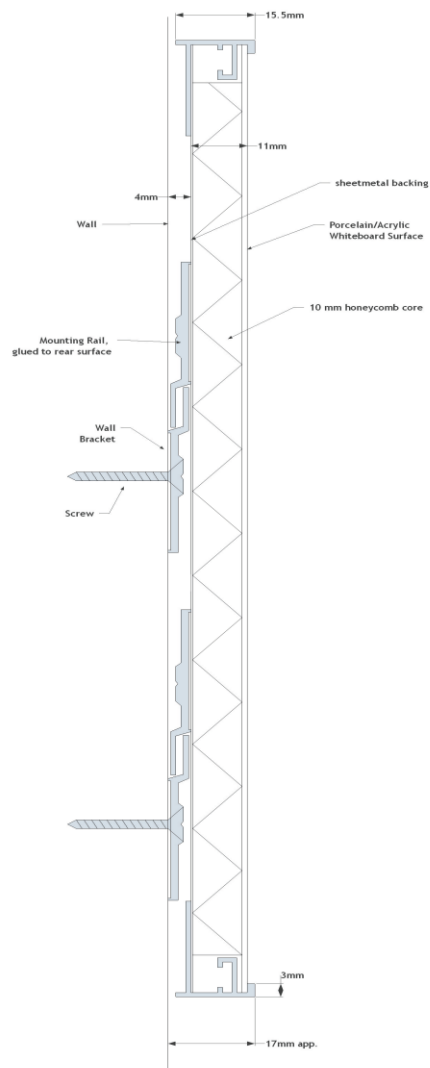 15.5mm
11mm
sheetmetal backing
4mm
Wall
Porcelain/Acrylic
Whiteboard Surface
10 mm honeycomb core
Mounting Rail,
glued to rear surface
Wall
Bracket
Screw
3mm
17mm app.